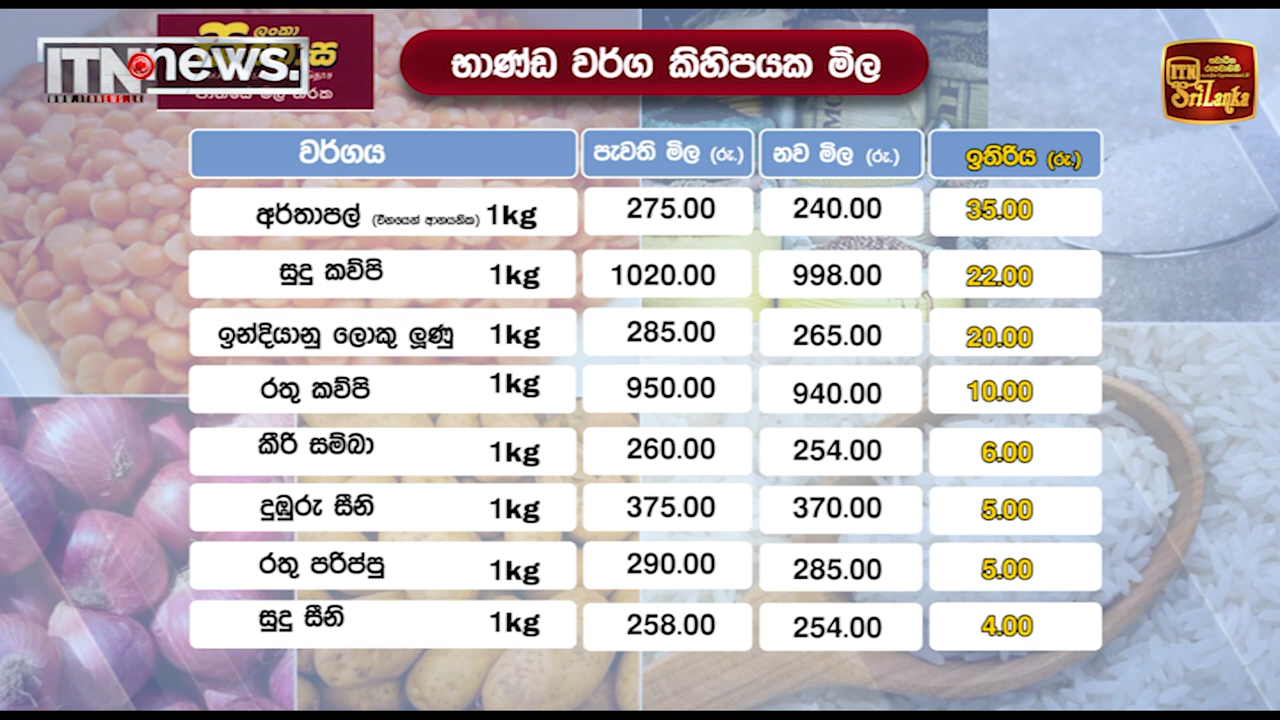 ලංකා
ITN news.
WWW.ITNNEWS.LK
භාණ්ඩ වර්ග කිහිපයක මිල
ITN
Sri Lanka
වර්ගය පැවති මිල (රු.) නව මිල (රු.) ඉතිරිය (රු.)
අර්තාපල් (චීනයෙන් ආනයනික) 1kg 275.00 240.00 35.00
සුදු කව්පි 1kg 1020.00 998.00 22.00
ඉන්දියානු ලොකු ලූණු 1kg 285.00 265.00 20.00
රතු කව්පි 1kg 950.00 940.00 10.00
කීරි සම්බා 1kg 260.00 254.00 6.00
දුඹුරු සීනි 1kg 375.00 370.00 5.00
රතු පරිප්පු 1kg 290.00 285.00 5.00
සුදු සීනි 1kg 258.00 254.00 4.00